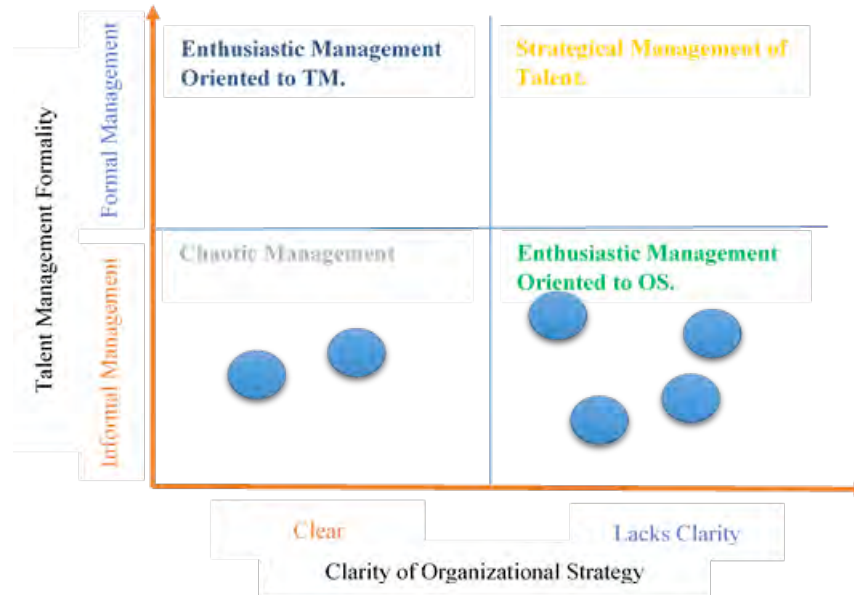 Talent Management Formality
Formal Management
Informal Management
Enthusiastic Management
Oriented to TM.
Strategical Management of
Talent.
Chaotic Management
Enthusiastic Management
Oriented to OS.
Clear
Lacks Clarity
Clarity of Organizational Strategy